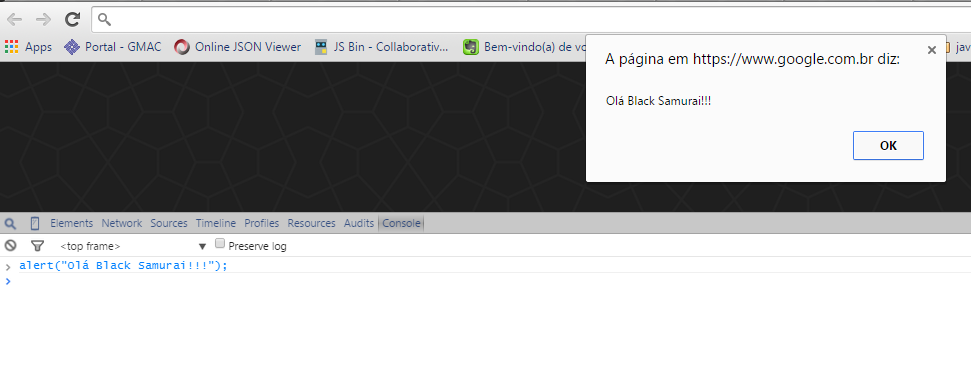 Apps Portal - GMAC Online JSON Viewer JS Bin - Collaborativ... Bem-vindo(a) de vo jav
A página em https://www.google.com.br diz:
Olá Black Samurai!!!
OK
Elements Network Sources Timeline Profiles Resources Audits Console
<top frame> Preserve log
alert("Olá Black Samurai!!!");